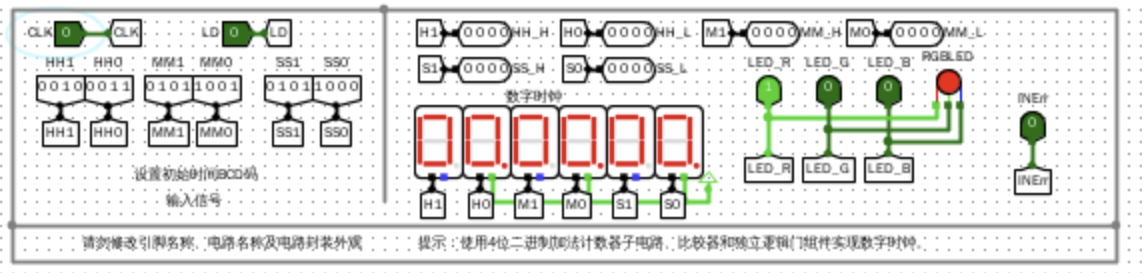 CLK 0 CLK LD 0 LD
HH1 HH0 MM1 MM0 SS1 SS0
0010 0011 0101 1001 0101 1000
HH1 HH0 MM1 MM0 SS1 SS0
设置初始时间BCD码
输入信号
H1 0000 HH_H H0 0000 HH_L M1 0000 MM_H M0 0000 MM_L
S1 0000 SS_H S0 0000 SS_L
数字时钟
0. 0. 0. 0. 0. 0.
H1 H0 M1 M0 S1 S0
LED_R LED_G LED_B RGBLED
1 0 0
LED_R LED_G LED_B
INErr
0
INErr
请勿修改引脚名称、电路名称及电路封装外观
提示：使用4位二进制加法计数器子电路、比较器和独立逻辑门组件实现数字时钟。